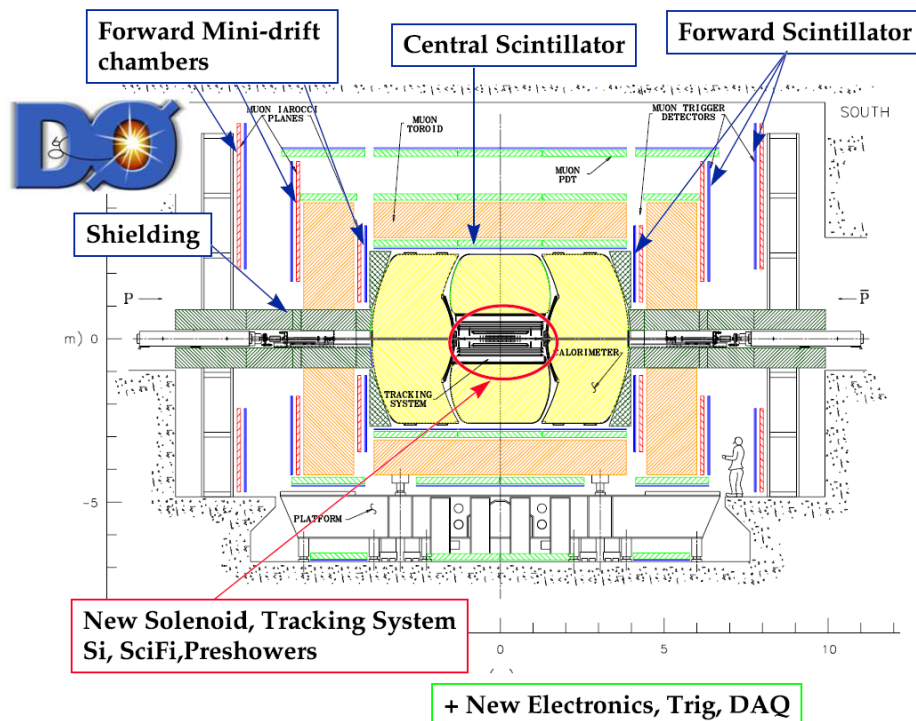 Forward Mini-drift
chambers
Central Scintillator
Forward Scintillator
DØ
MUON IAROCCI
PLANES
MUON
TOROID
MUON TRIGGER
DETECTORS
SOUTH
MUON
PDT
Shielding
P
P̅
m) 0
CALORIMETER
TRACKING
SYSTEM
-5
PLATFORM
New Solenoid, Tracking System
Si, SciFi,Preshowers
0 5 10
+ New Electronics, Trig, DAQ